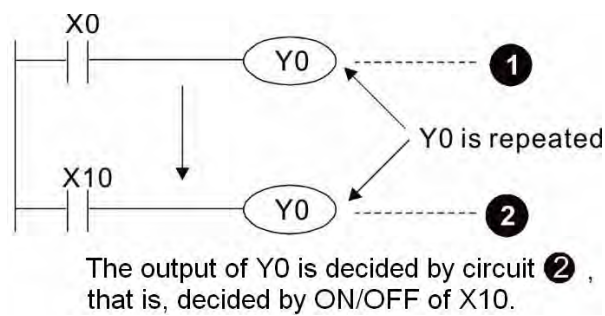 X0
Y0
1
Y0 is repeated
X10
Y0
2
The output of Y0 is decided by circuit 2 ,
that is, decided by ON/OFF of X10.